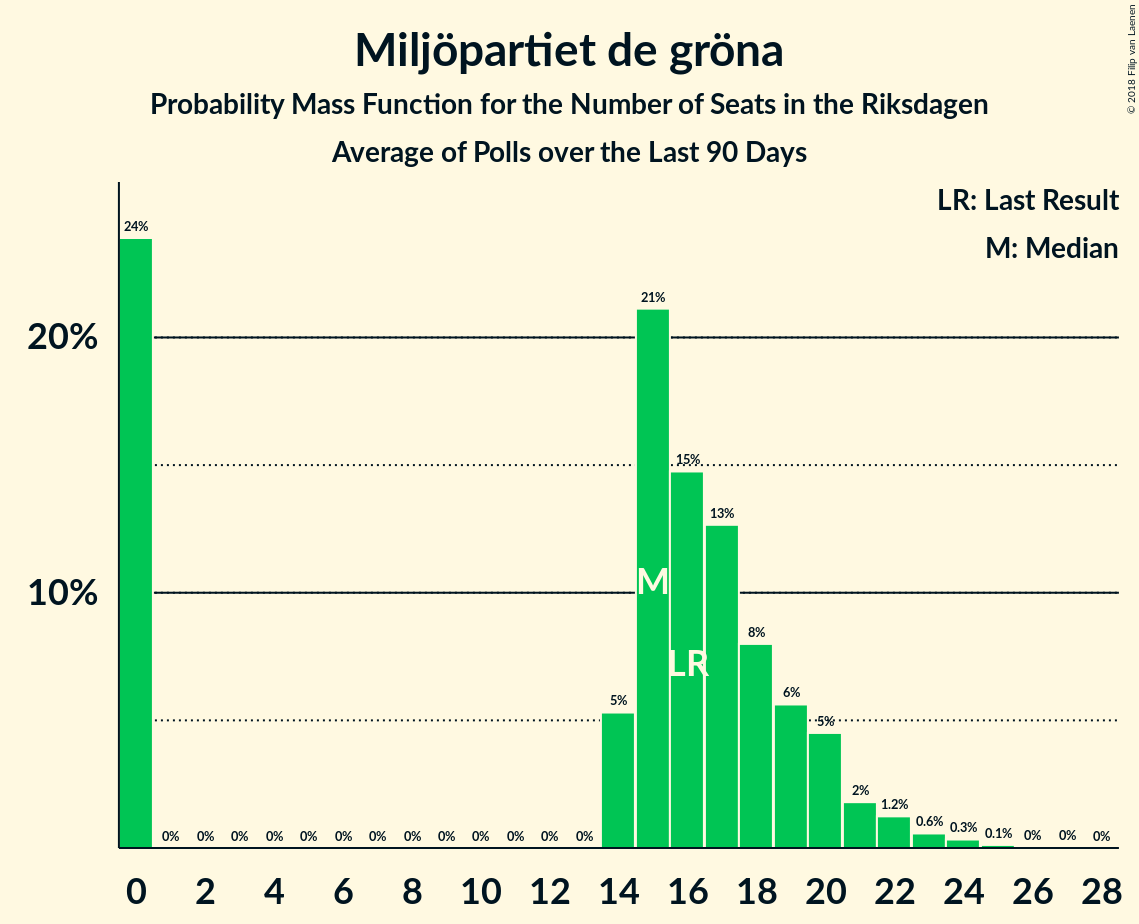 Miljöpartiet de gröna
Probability Mass Function for the Number of Seats in the Riksdagen
Average of Polls over the Last 90 Days
© 2018 Filip van Laenen
LR: Last Result
M: Median
20%
10%
24% 0% 0% 0% 0% 0% 0% 0% 0% 0% 0% 0% 0% 0% 5% 21% 15% 13% 8% 6% 5% 2% 1.2% 0.6% 0.3% 0.1% 0% 0% 0%
M
LR
0 2 4 6 8 10 12 14 16 18 20 22 24 26 28